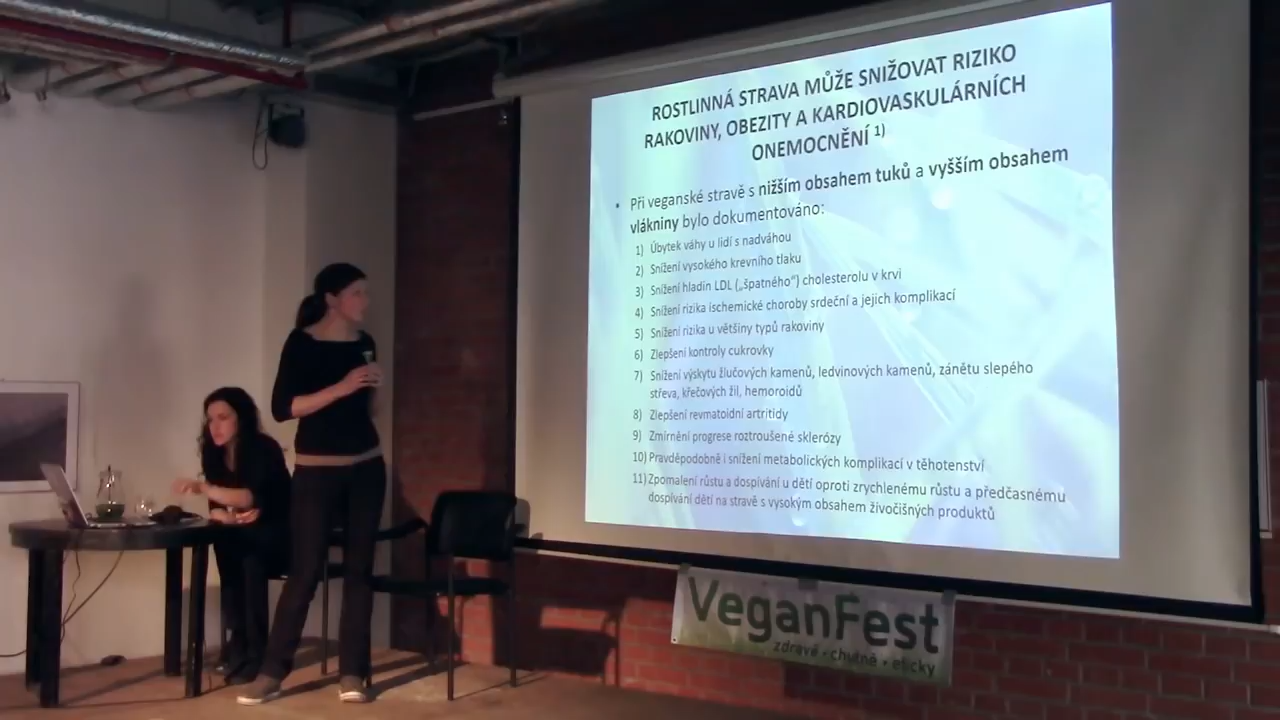 ROSTLINNÁ STRAVA MŮŽE SNIŽOVAT RIZIKO
RAKOVINY, OBEZITY A KARDIOVASKULÁRNÍCH
ONEMOCNĚNÍ 1)
• Při veganské stravě s nižším obsahem tuků a vyšším obsahem
vlákniny bylo dokumentováno:
1) Úbytek váhy u lidí s nadváhou
2) Snížení vysokého krevního tlaku
3) Snížení hladin LDL („špatného“) cholesterolu v krvi
4) Snížení rizika ischemické choroby srdeční a jejich komplikací
5) Snížení rizika u většiny typů rakoviny
6) Zlepšení kontroly cukrovky
7) Snížení výskytu žlučových kamenů, ledvinových kamenů, zánětu slepého
střeva, křečových žil, hemoroidů
8) Zlepšení revmatoidní artritidy
9) Zmírnění progrese roztroušené sklerózy
10) Pravděpodobně i snížení metabolických komplikací v těhotenství
11) Zpomalení růstu a dospívání u dětí oproti zrychlenému růstu a předčasnému
dospívání dětí na stravě s vysokým obsahem živočišných produktů
VeganFest
zdravě • chutně • eticky